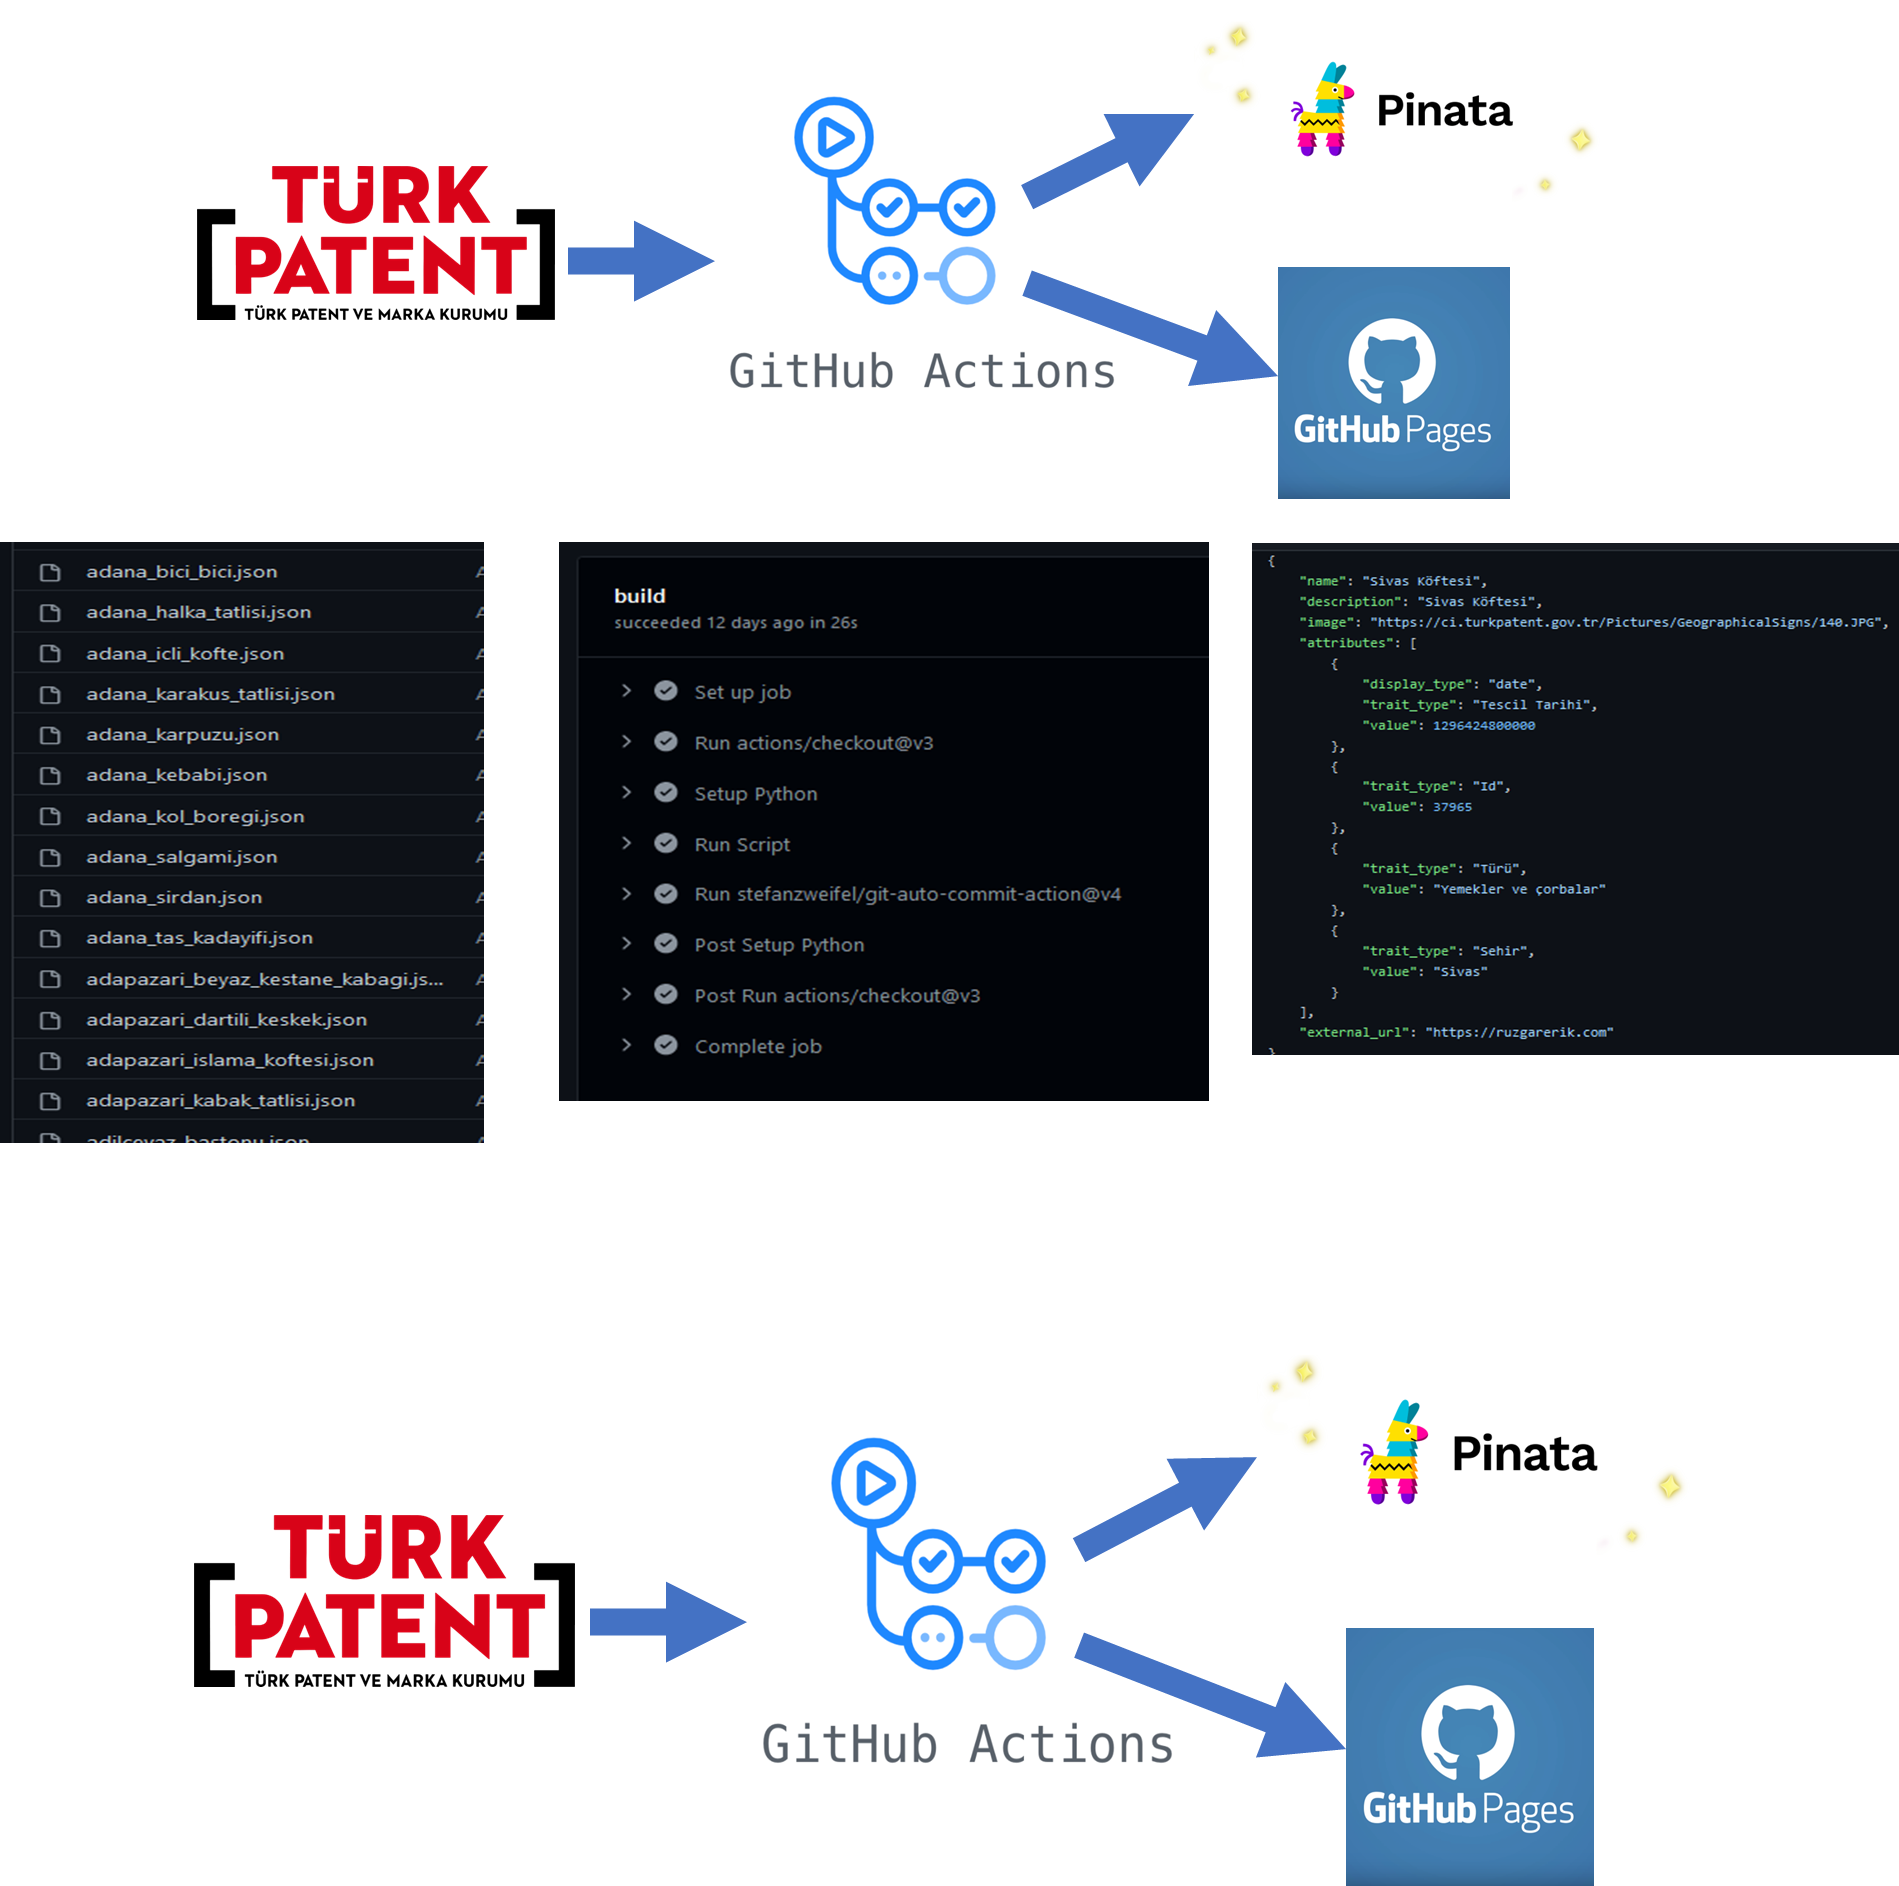 TÜRK
PATENT
TÜRK PATENT VE MARKA KURUMU
GitHub Actions
Pinata
GitHub Pages
adana_bici_bici.json
adana_halka_tatlisi.json
adana_icli_kofte.json
adana_karakus_tatlisi.json
adana_karpuzu.json
adana_kebabi.json
adana_kol_boregi.json
adana_salgami.json
adana_sirdan.json
adana_tas_kadayifi.json
adapazari_beyaz_kestane_kabagi.js...
adapazari_dartili_keskek.json
adapazari_islama_koftesi.json
adapazari_kabak_tatlisi.json
build
succeeded 12 days ago in 26s
Set up job
Run actions/checkout@v3
Setup Python
Run Script
Run stefanzweifel/git-auto-commit-action@v4
Post Setup Python
Post Run actions/checkout@v3
Complete job
{
"name": "Sivas Köftesi",
"description": "Sivas Köftesi",
"image": "https://ci.turkpatent.gov.tr/Pictures/GeographicalSigns/140.JPG",
"attributes": [
{
"display_type": "date",
"trait_type": "Tescil Tarihi",
"value": 1296424800000
},
{
"trait_type": "Id",
"value": 37965
},
{
"trait_type": "Türü",
"value": "Yemekler ve çorbalar"
},
{
"trait_type": "Sehir",
"value": "Sivas"
}
],
"external_url": "https://ruzgarerik.com"
}
TÜRK
PATENT
TÜRK PATENT VE MARKA KURUMU
GitHub Actions
Pinata
GitHub Pages